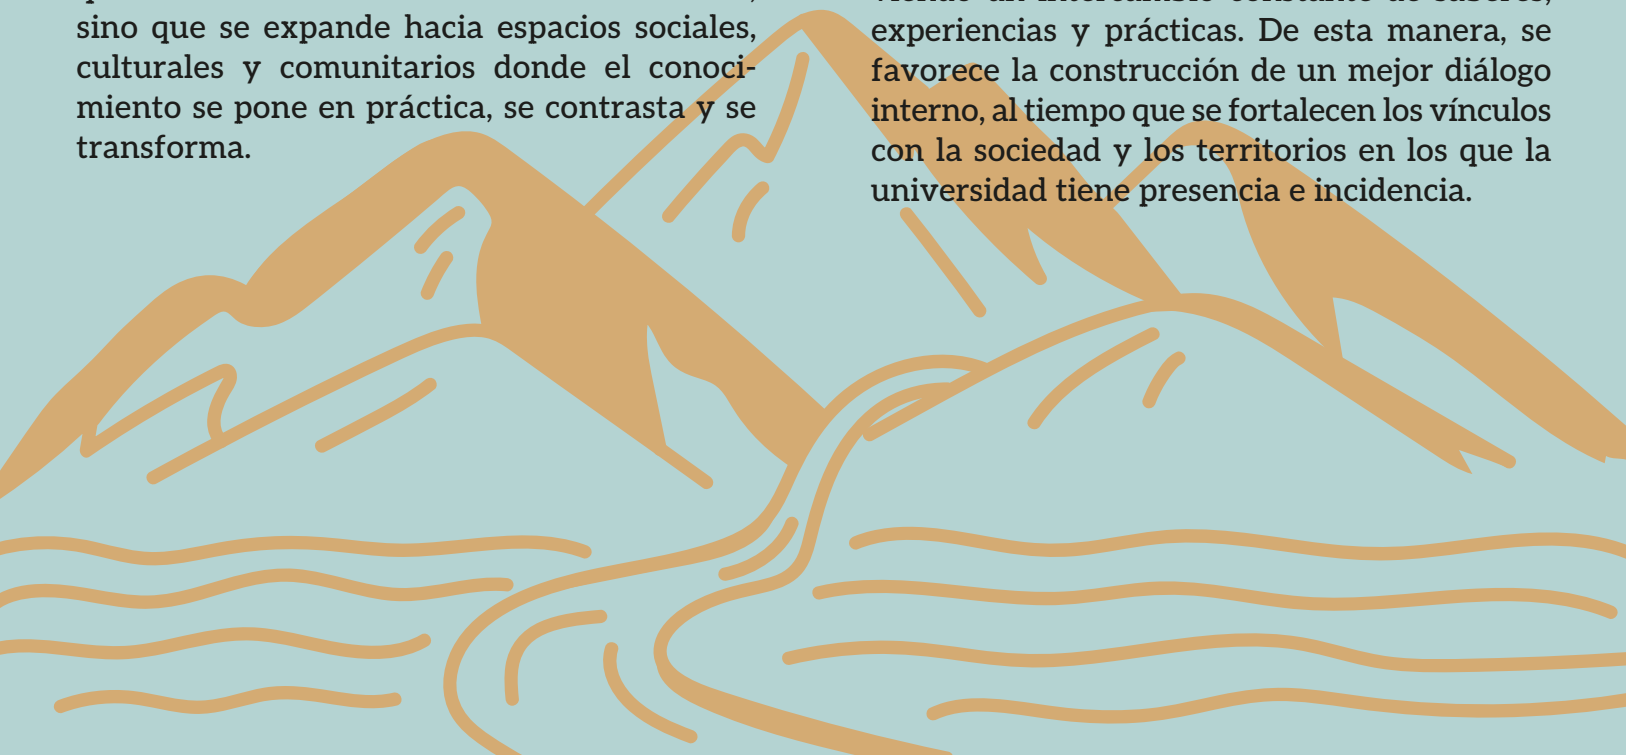 sino que se expande hacia espacios sociales,
culturales y comunitarios donde el conoci-
miento se pone en práctica, se contrasta y se
transforma.
experiencias y prácticas. De esta manera, se
favorece la construcción de un mejor diálogo
interno, al tiempo que se fortalecen los vínculos
con la sociedad y los territorios en los que la
universidad tiene presencia e incidencia.